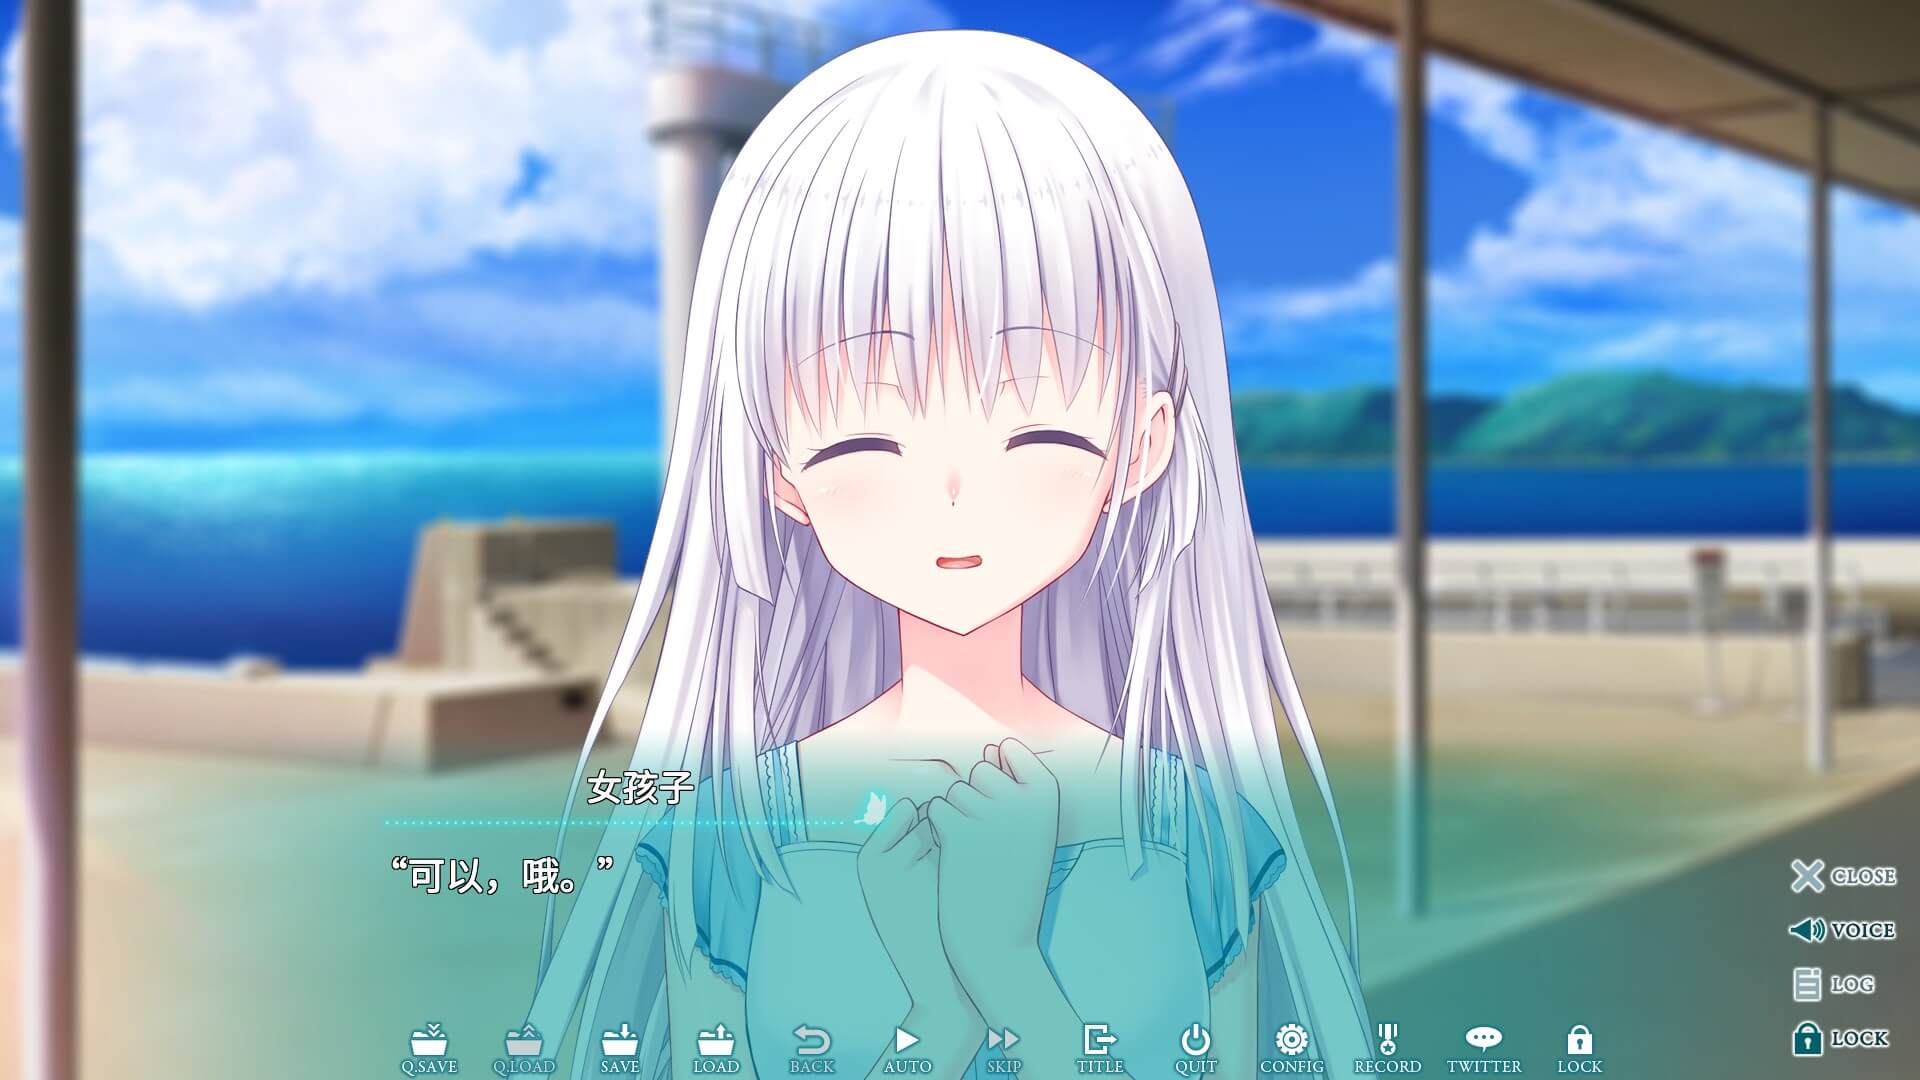 女孩子
“可以，哦。”
CLOSE
VOICE
LOG
LOCK
Q.SAVE Q.LOAD SAVE LOAD BACK AUTO SKIP TITLE QUIT CONFIG RECORD TWITTER LOCK